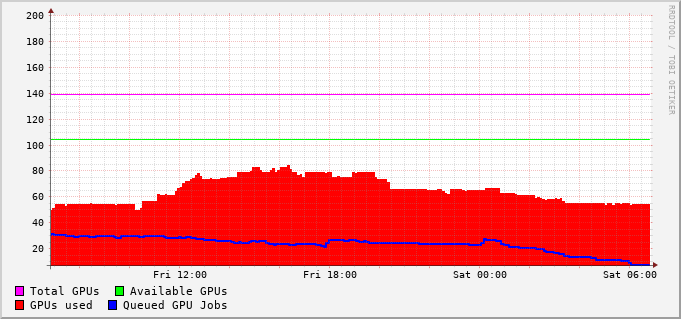 200
180
160
140
120
100
80
60
40
20
Fri 12:00 Fri 18:00 Sat 00:00 Sat 06:00
Total GPUs Available GPUs
GPUs used Queued GPU Jobs
RRDTOOL / TOBI OETIKER